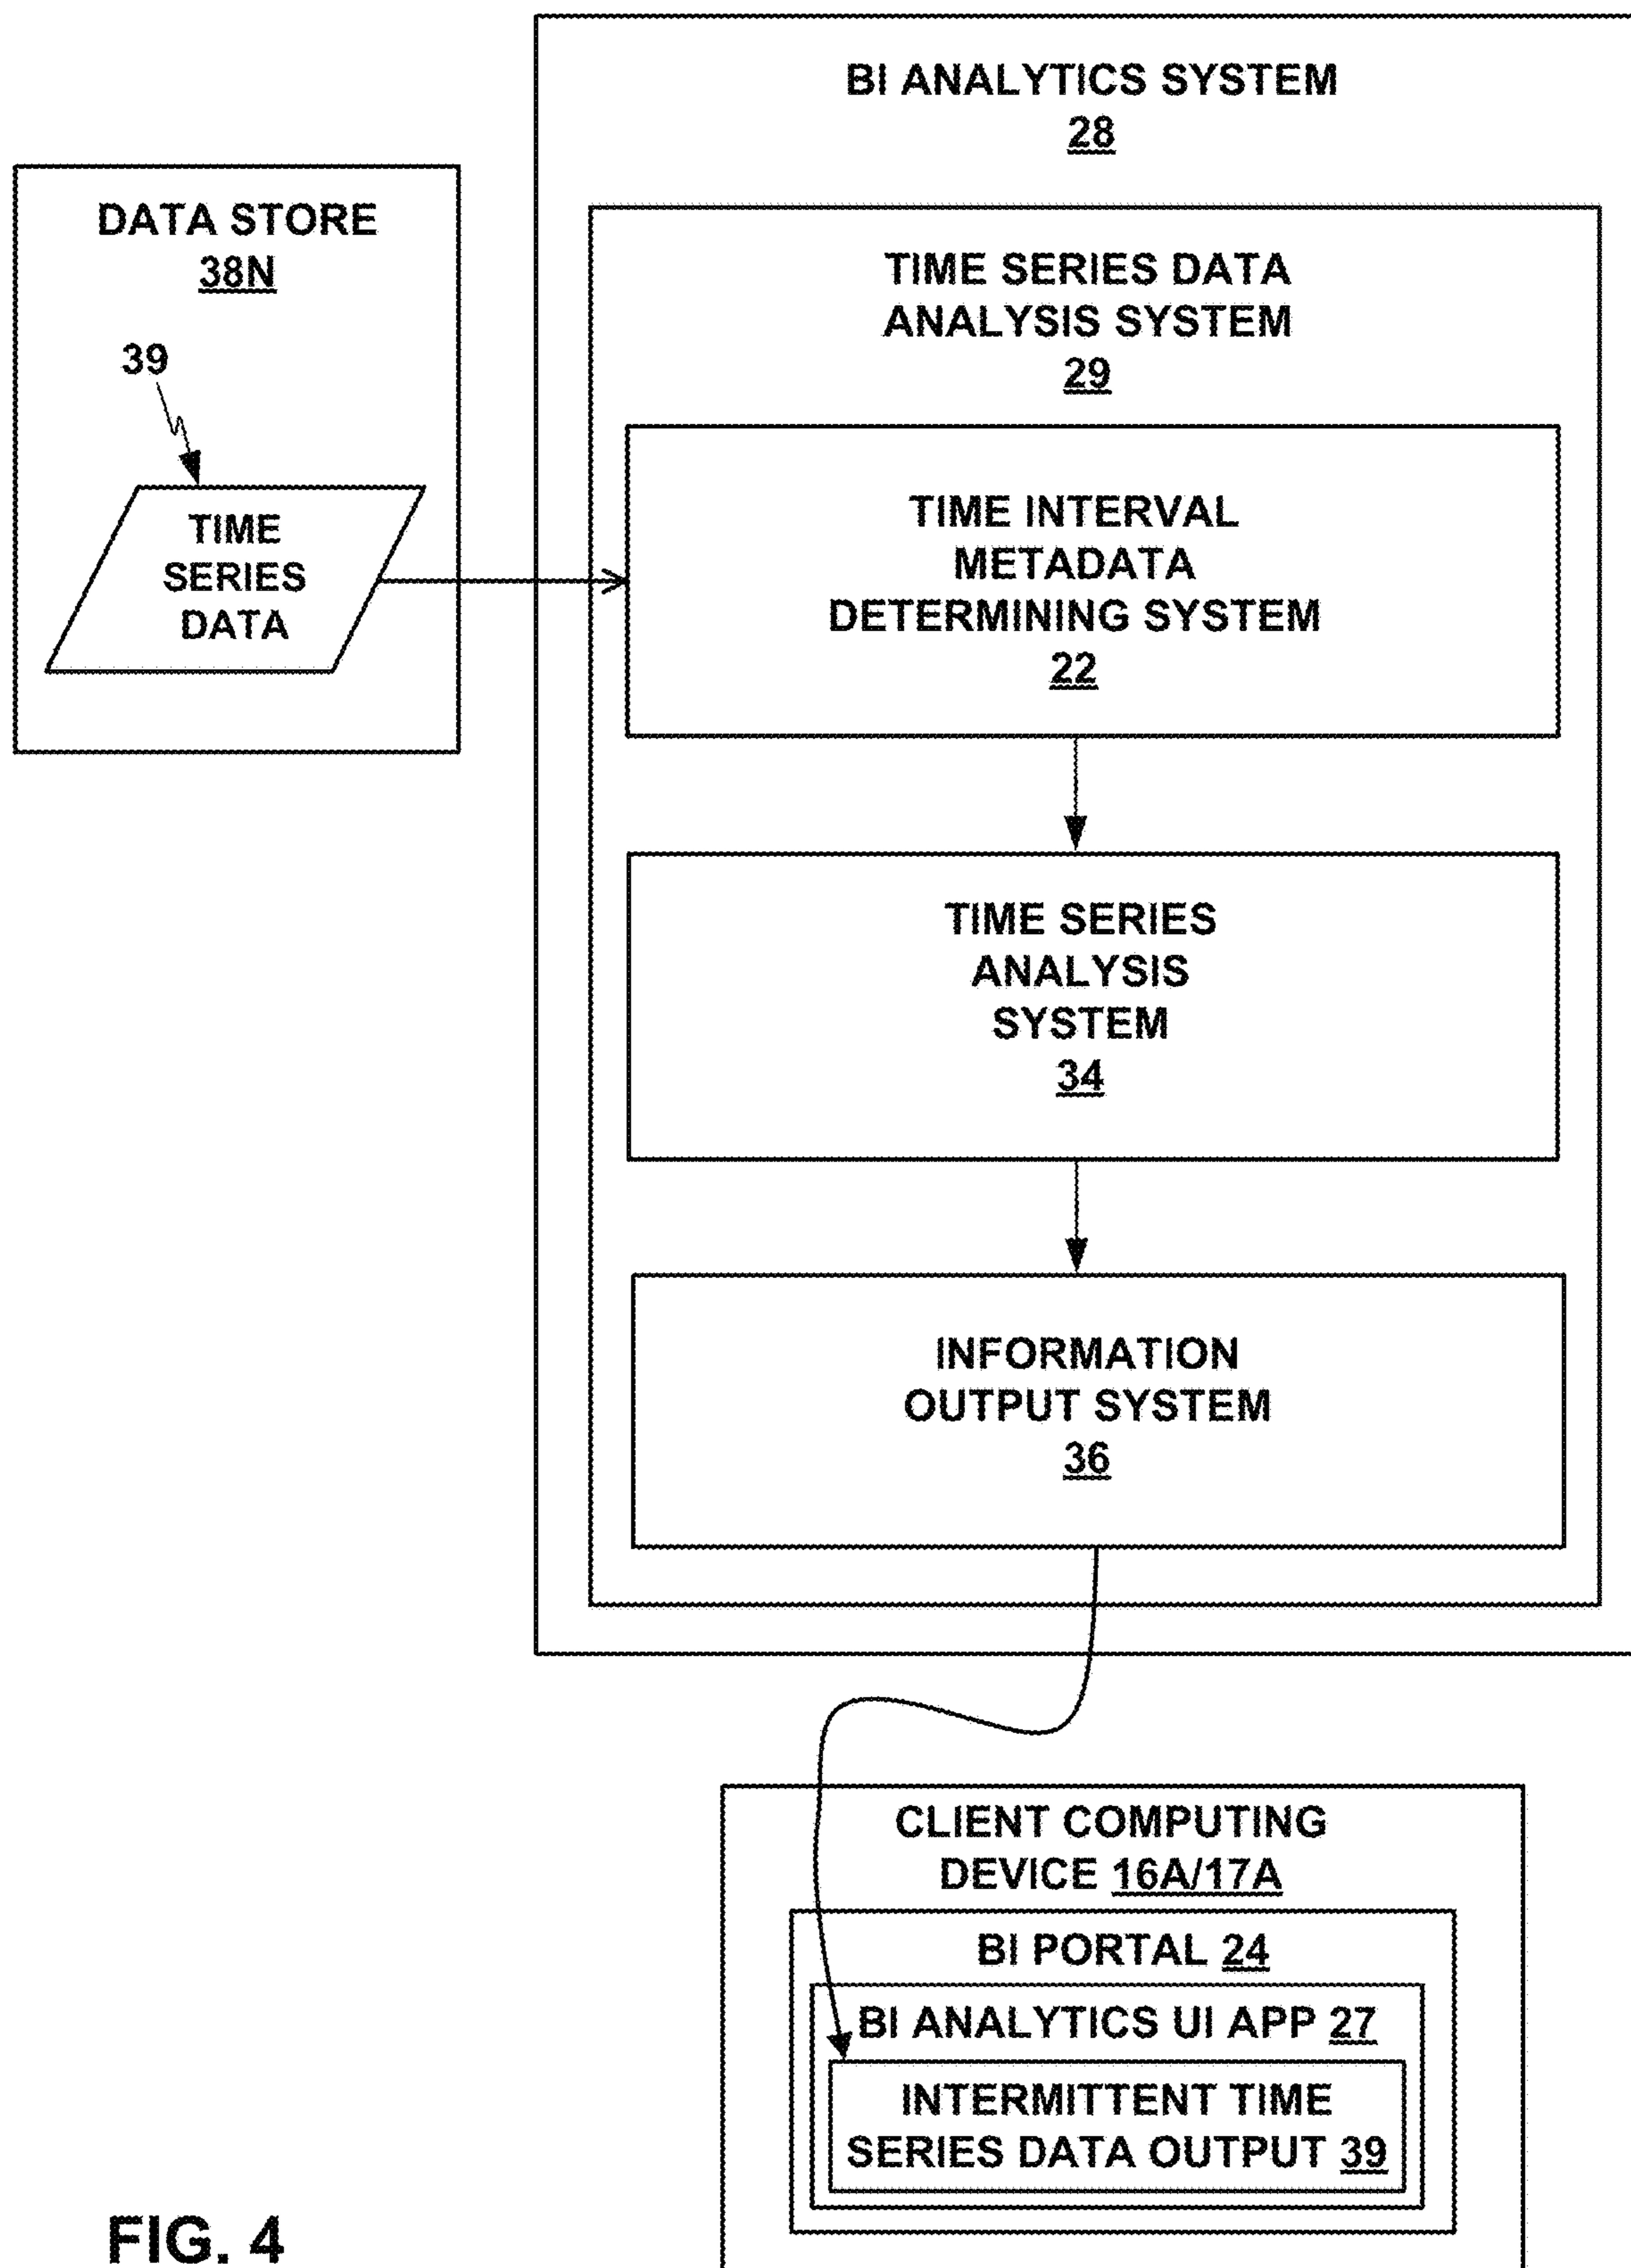 BI ANALYTICS SYSTEM
28
DATA STORE
38N
39
TIME
SERIES
DATA
TIME SERIES DATA
ANALYSIS SYSTEM
29
TIME INTERVAL
METADATA
DETERMINING SYSTEM
22
TIME SERIES
ANALYSIS
SYSTEM
34
INFORMATION
OUTPUT SYSTEM
36
CLIENT COMPUTING
DEVICE 16A/17A
BI PORTAL 24
BI ANALYTICS UI APP 27
INTERMITTENT TIME
SERIES DATA OUTPUT 39
FIG. 4